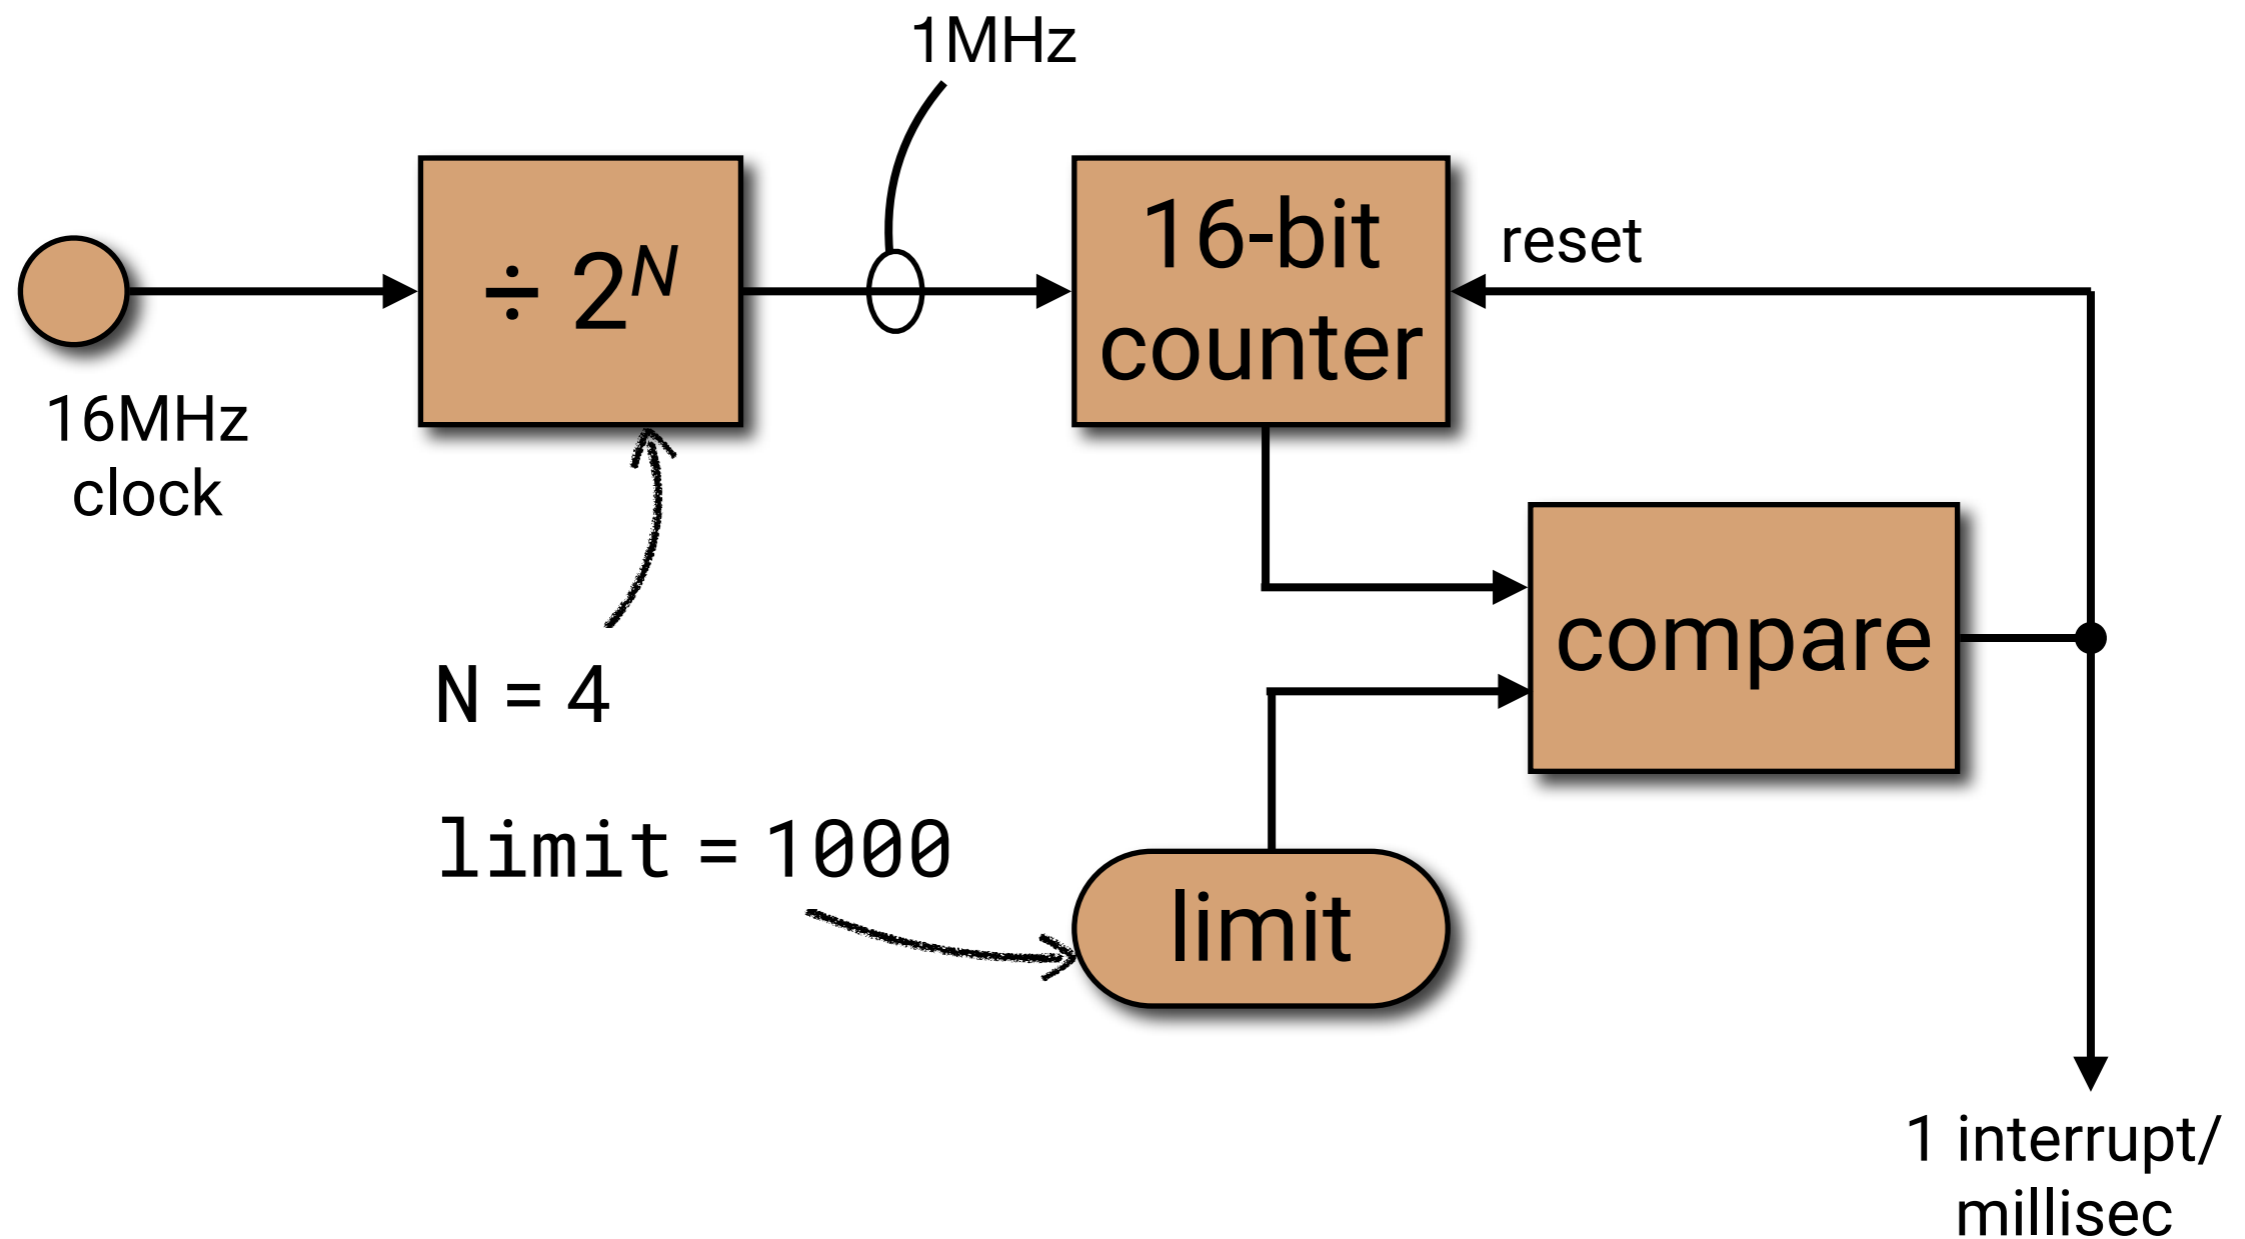 1MHz
16MHz
clock
÷ 2^N
16-bit
counter
reset
compare
N = 4
limit = 1000
limit
1 interrupt/
millisec